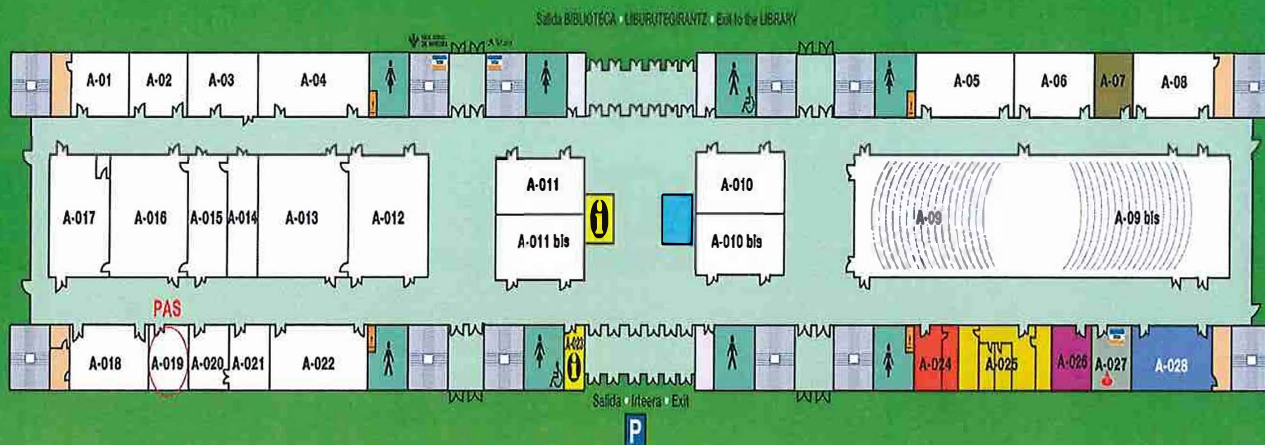 Salida BIBLIOTECA • LIBURUTEGIRANTZ • Exit to the LIBRARY
A-01 A-02 A-03 A-04 A-05 A-06 A-07 A-08
A-017 A-016 A-015 A-014 A-013 A-012 A-011 A-010 A-09 A-09 bis
A-011 bis A-010 bis
PAS
A-018 A-019 A-020 A-021 A-022 A-023 A-024 A-025 A-026 A-027 A-028
Salida • Irteera • Exit
P